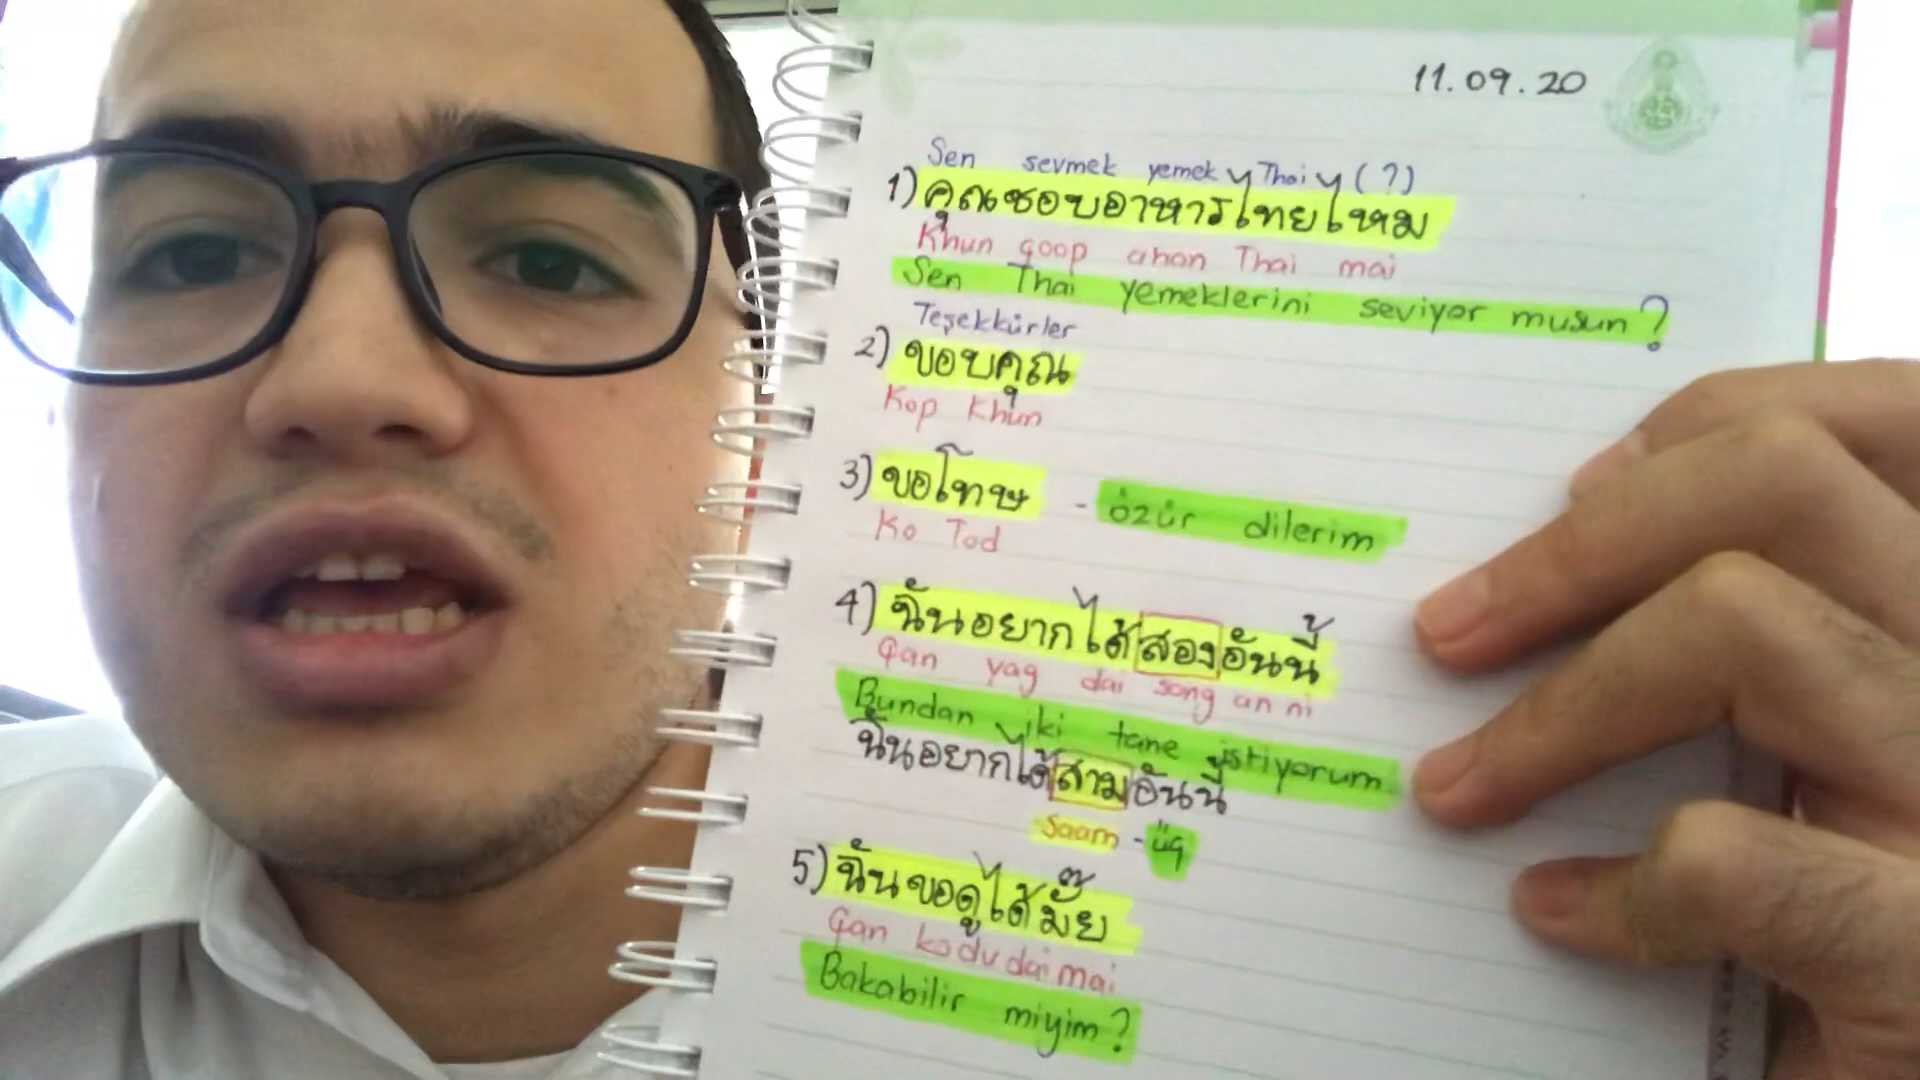 11.09.20
Sen sevmek yemek Thai (?)
1) คุณชอบอาหารไทยไหม
Khun çoop ahan Thai mai
Sen Thai yemeklerini seviyor musun?
Teşekkürler
2) ขอบคุณ
Kop Khun
3) ขอโทษ - özür dilerim
Ko Tod
4) ฉันอยากได้สองอันนี้
Çan yag dai song an ni
Bundan iki tane istiyorum
ฉันอยากได้สามอันนี้
saam - üç
5) ฉันขอดูได้มั๊ย
Çan ko du dai mai
Bakabilir miyim?